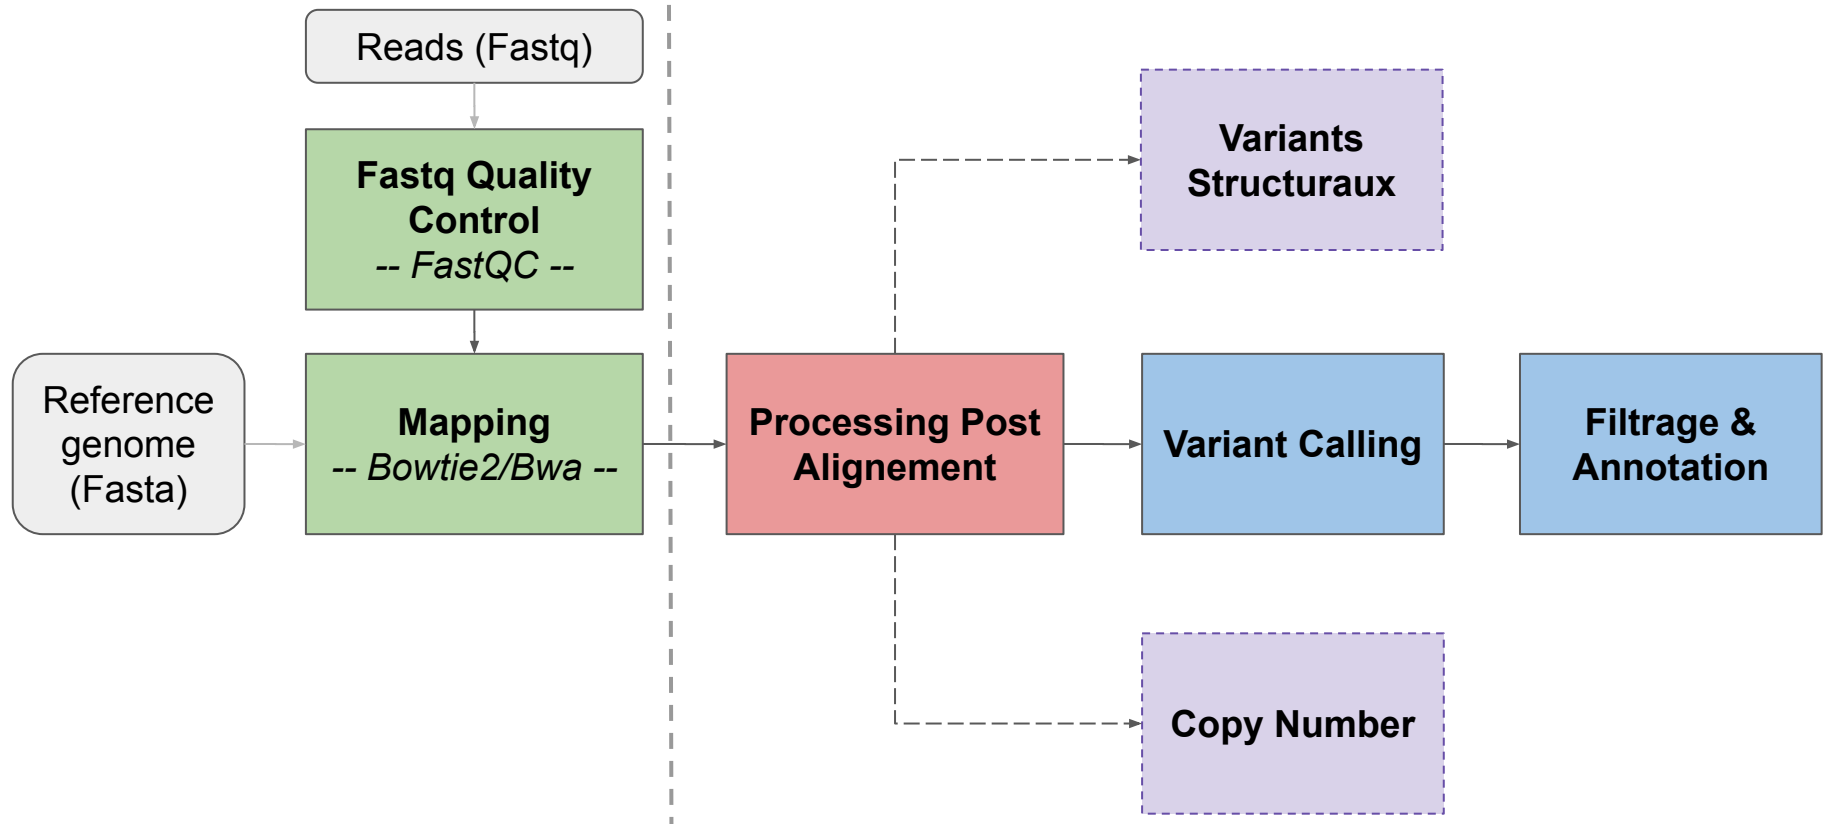 Reads (Fastq)
Fastq Quality
Control
-- FastQC --
Reference
genome
(Fasta)
Mapping
-- Bowtie2/Bwa --
Processing Post
Alignement
Variants
Structuraux
Variant Calling
Filtrage &
Annotation
Copy Number